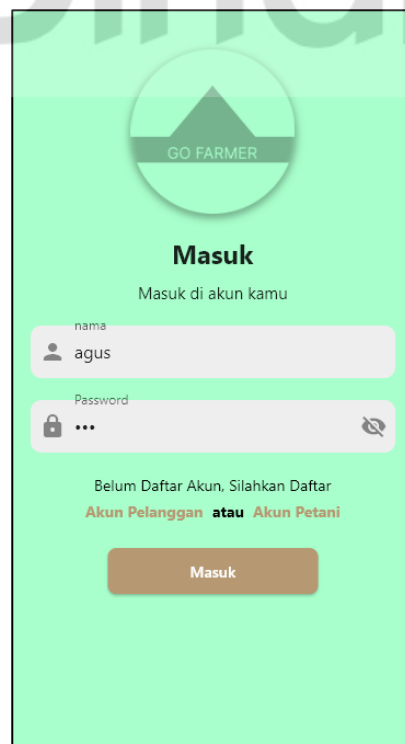 GO FARMER
Masuk
Masuk di akun kamu
nama
agus
Password
•••
Belum Daftar Akun, Silahkan Daftar
Akun Pelanggan atau Akun Petani
Masuk